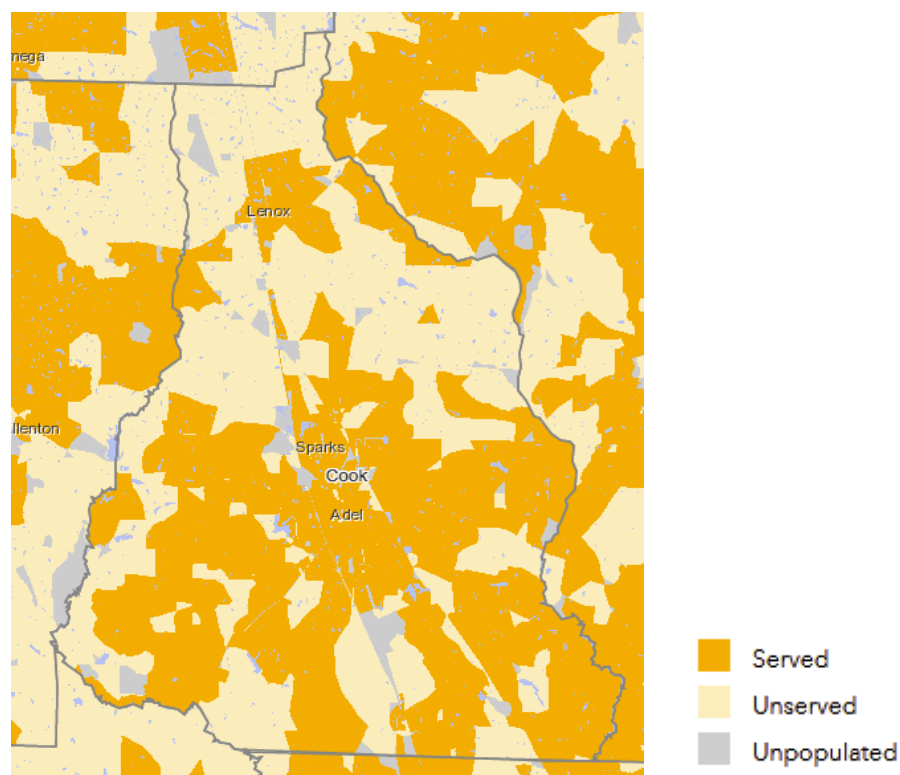 mega
Lenox
llenton
Sparks
Cook
Adel
Served
Unserved
Unpopulated